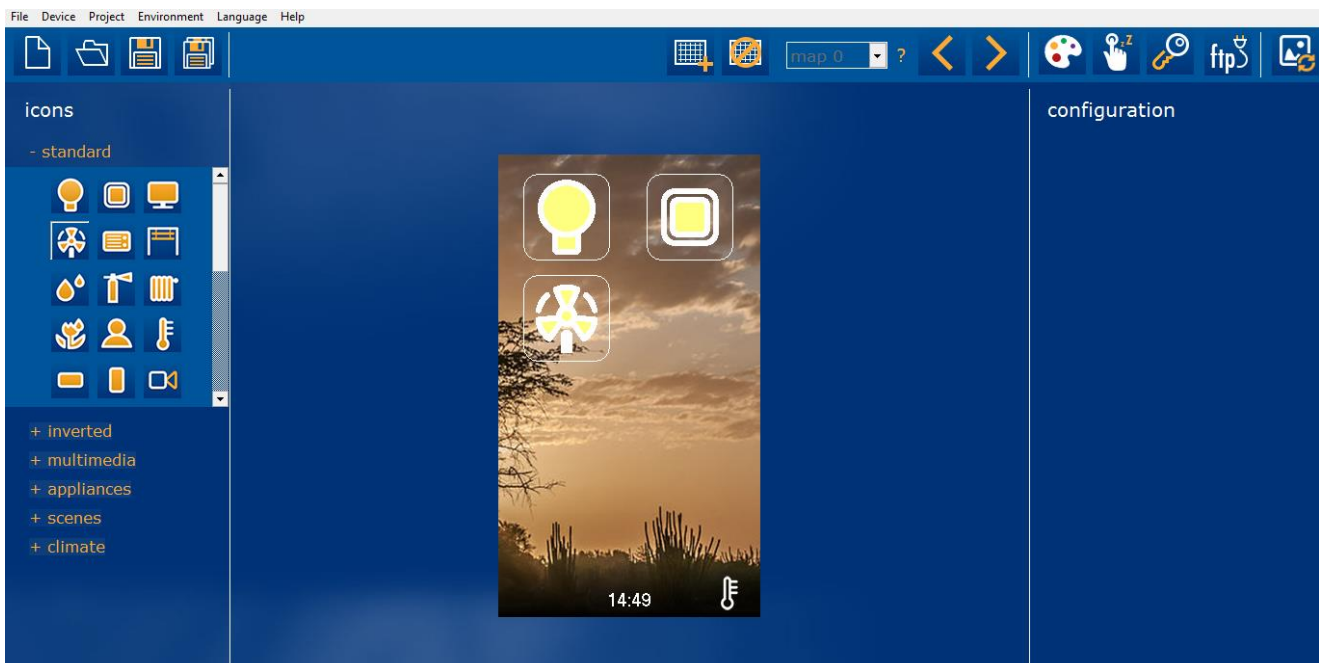 File Device Project Environment Language Help
map 0 ? ftp
icons
configuration
- standard
+ inverted
+ multimedia
+ appliances
+ scenes
+ climate
14:49